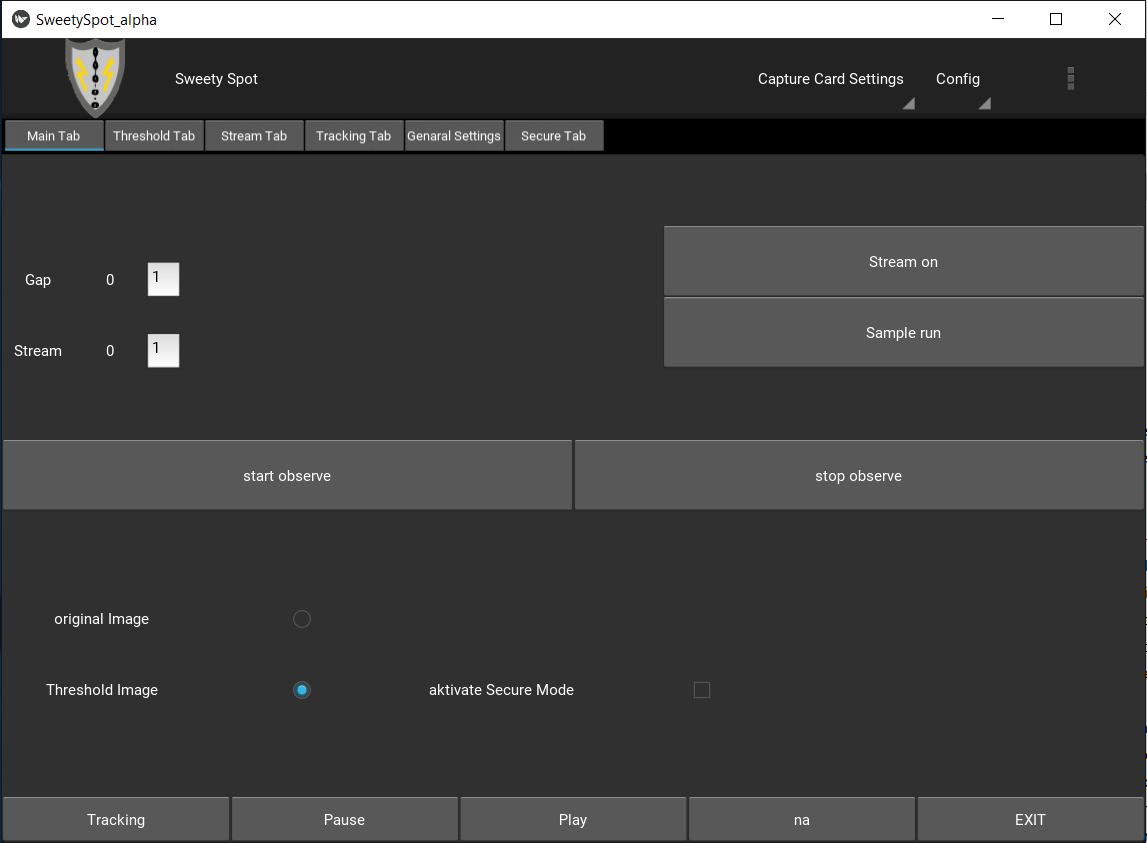 SweetySpot_alpha
Sweety Spot
Capture Card Settings
Config
Main Tab
Threshold Tab
Stream Tab
Tracking Tab
Genaral Settings
Secure Tab
Gap 0 1
Stream on
Sample run
Stream 0 1
start observe
stop observe
original Image
Threshold Image
aktivate Secure Mode
Tracking
Pause
Play
na
EXIT